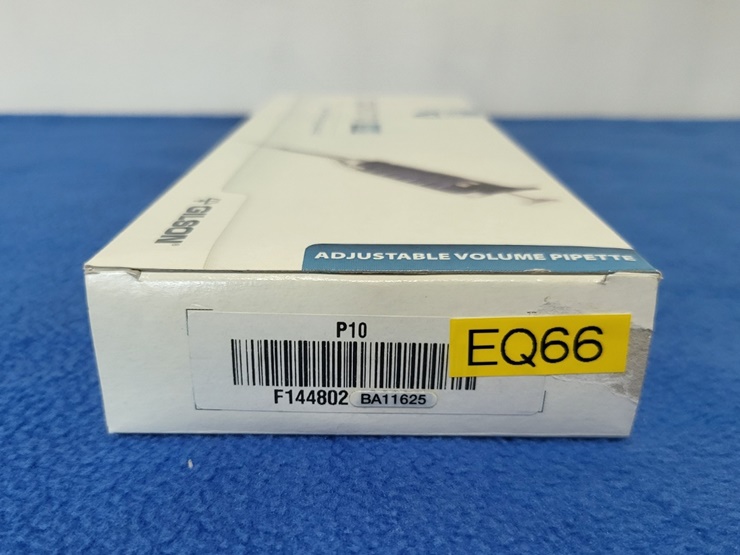 GILSON
ADJUSTABLE VOLUME PIPETTE
P10
EQ66
F144802 BA11625